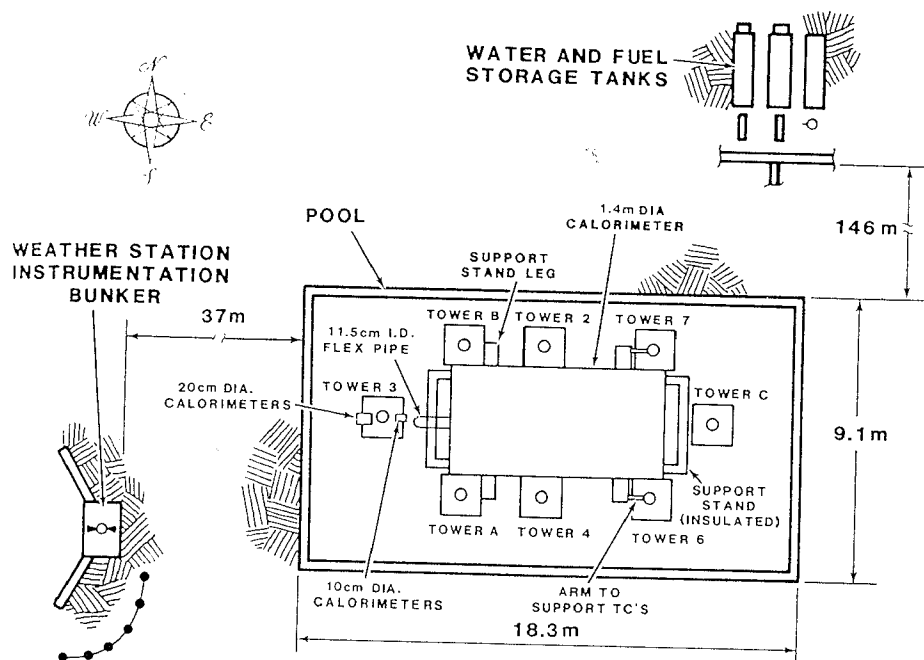 WATER AND FUEL
STORAGE TANKS
N
W
E
S
146m
POOL
1.4m DIA
CALORIMETER
SUPPORT
STAND LEG
WEATHER STATION
INSTRUMENTATION
BUNKER
37m
11.5cm I.D.
FLEX PIPE
TOWER B
TOWER 2
TOWER 7
20cm DIA.
CALORIMETERS
TOWER 3
TOWER C
9.1m
SUPPORT
STAND
(INSULATED)
TOWER A
TOWER 4
TOWER 6
10cm DIA.
CALORIMETERS
ARM TO
SUPPORT TC'S
18.3m